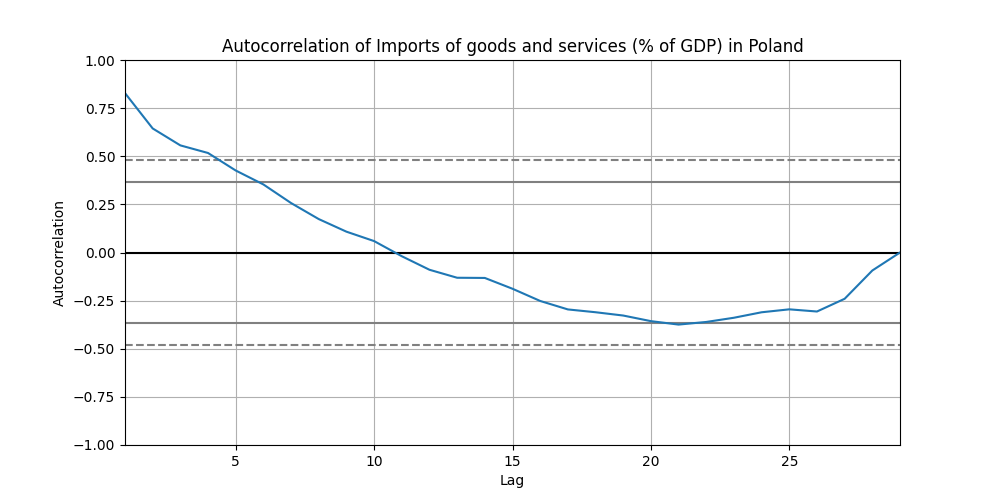 Autocorrelation of Imports of goods and services (% of GDP) in Poland
1.00
0.75
0.50
0.25
0.00
−0.25
−0.50
−0.75
−1.00
Autocorrelation
5 10 15 20 25
Lag